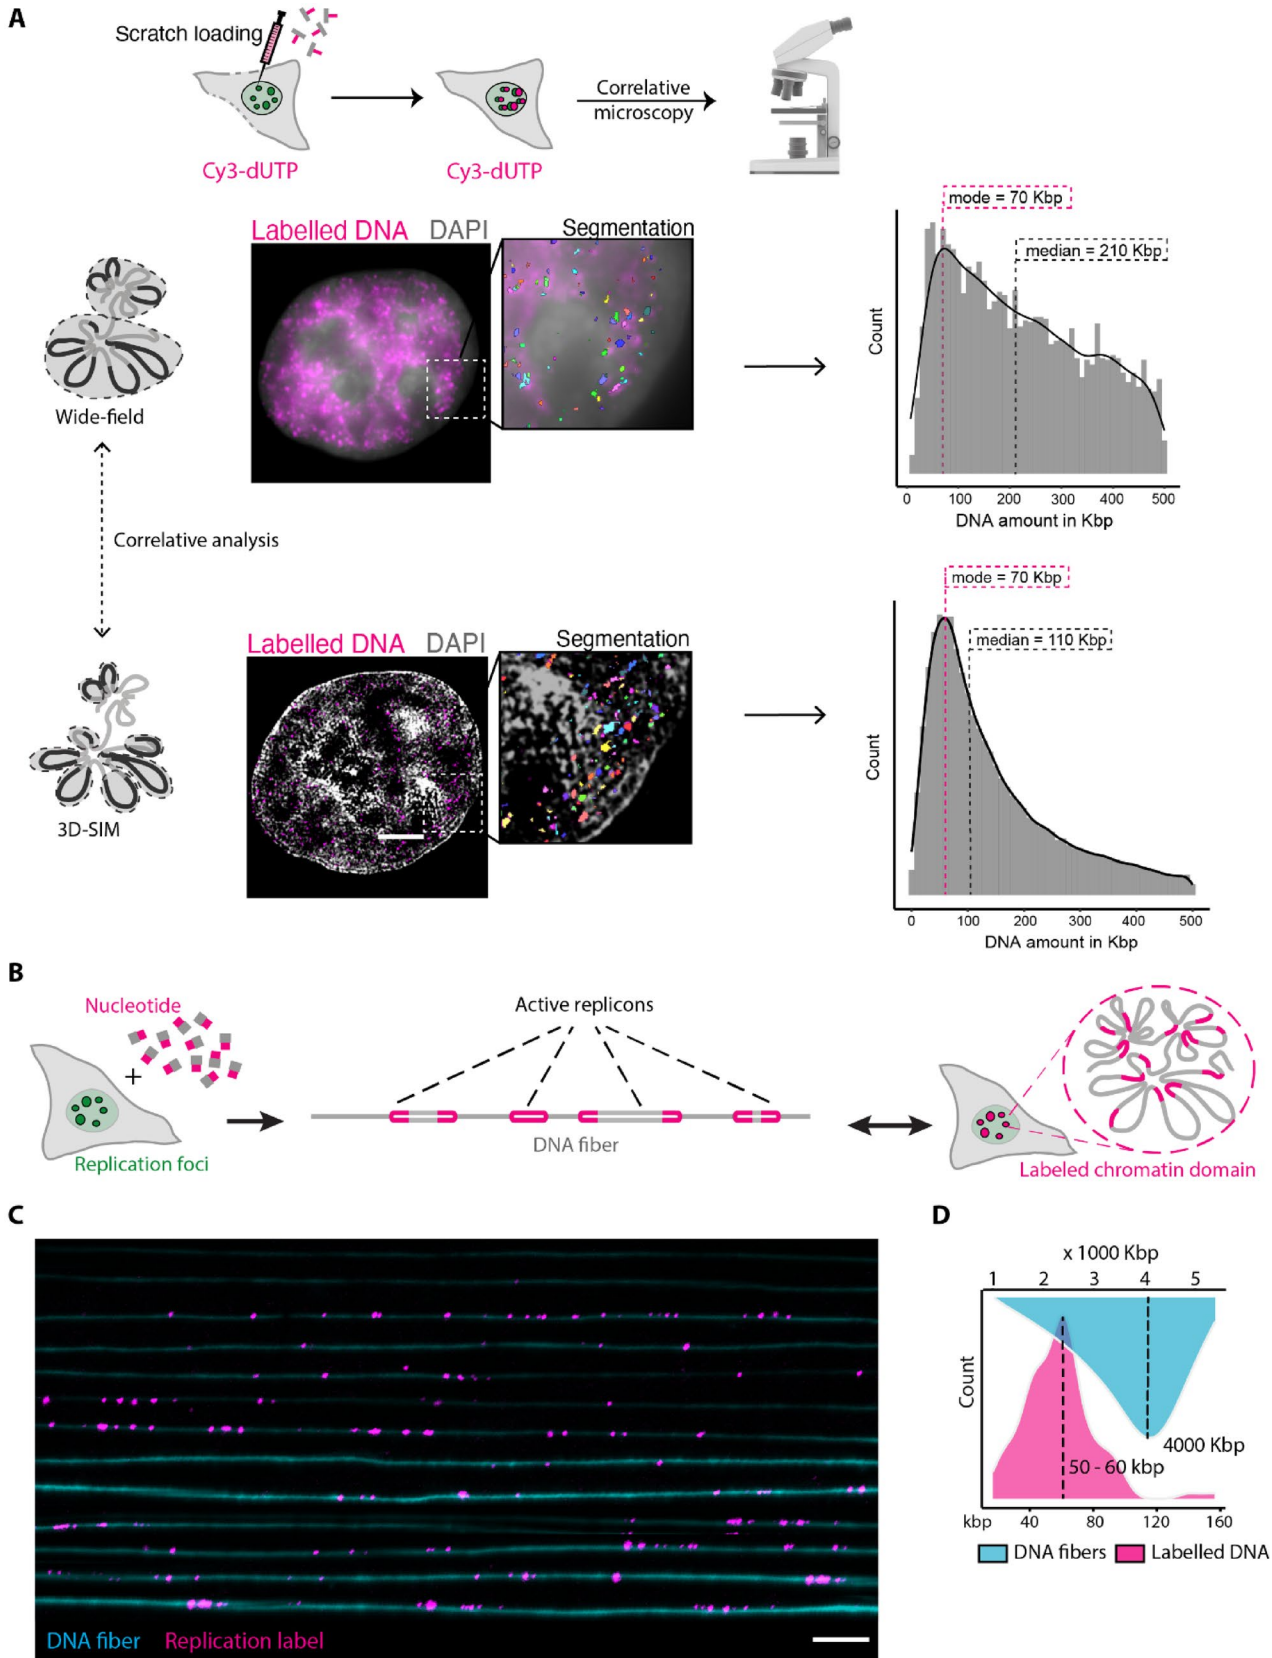 A
Scratch loading
Cy3-dUTP
Cy3-dUTP
Correlative
microscopy
Labelled DNA DAPI
Segmentation
Wide-field
mode = 70 Kbp
median = 210 Kbp
Count
0 100 200 300 400 500
DNA amount in Kbp
Correlative analysis
Labelled DNA DAPI
Segmentation
3D-SIM
mode = 70 Kbp
median = 110 Kbp
Count
0 100 200 300 400 500
DNA amount in Kbp
B
Nucleotide
+
Replication foci
Active replicons
DNA fiber
Labeled chromatin domain
C
DNA fiber Replication label
D
x 1000 Kbp
1 2 3 4 5
Count
4000 Kbp
50 - 60 kbp
kbp 40 80 120 160
DNA fibers Labelled DNA